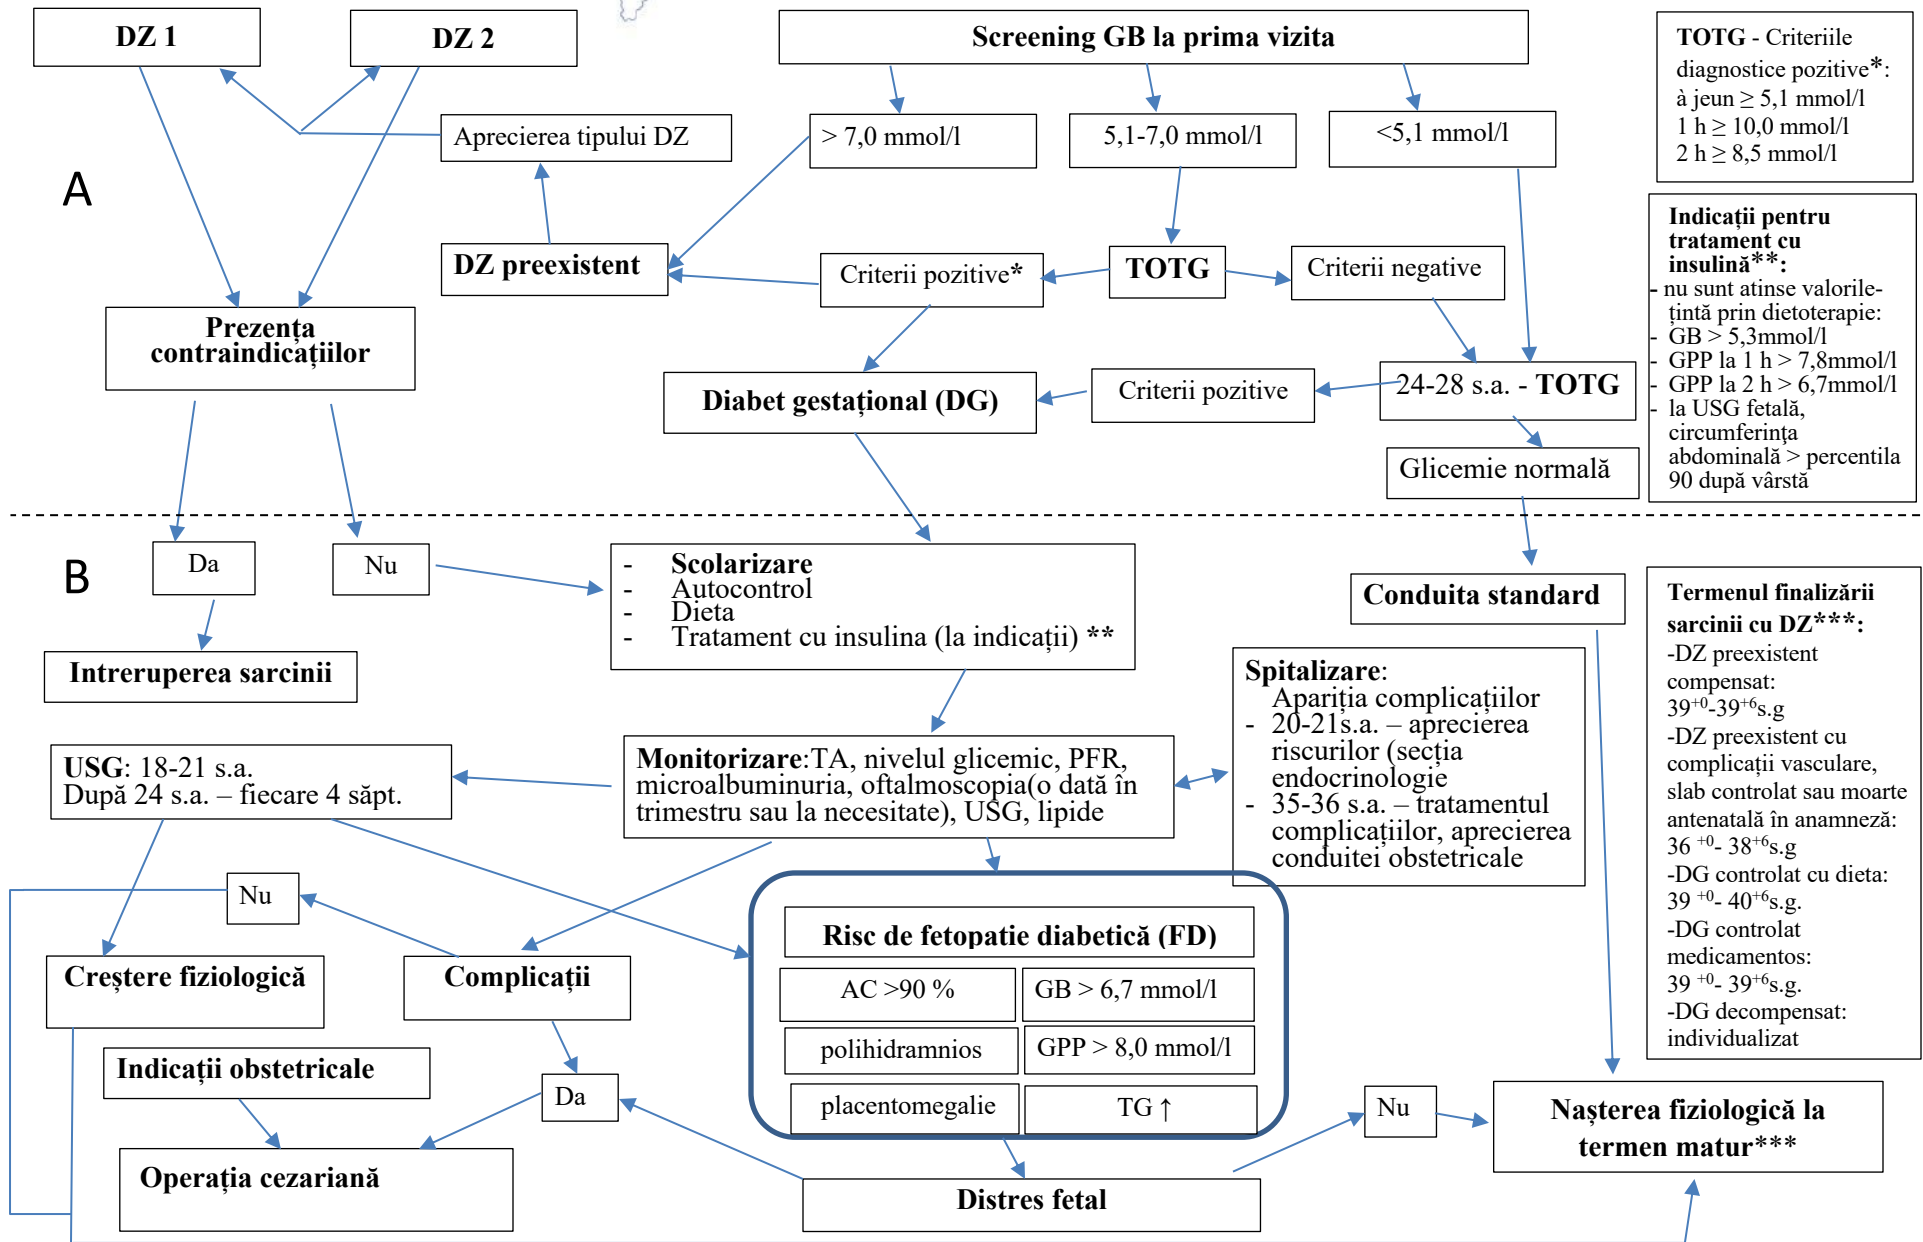 DZ 1
DZ 2
Screening GB la prima vizita
TOTG - Criteriile
diagnostice pozitive*:
à jeun ≥ 5,1 mmol/l
1 h ≥ 10,0 mmol/l
2 h ≥ 8,5 mmol/l
Aprecierea tipului DZ
> 7,0 mmol/l
5,1-7,0 mmol/l
<5,1 mmol/l
A
Indicații pentru
tratament cu
insulină**:
- nu sunt atinse valorile-
țintă prin dietoterapie:
- GB > 5,3mmol/l
- GPP la 1 h > 7,8mmol/l
- GPP la 2 h > 6,7mmol/l
- la USG fetală,
circumferința
abdominală > percentila
90 după vârstă
DZ preexistent
Criterii pozitive*
TOTG
Criterii negative
Prezența
contraindicațiilor
Diabet gestațional (DG)
Criterii pozitive
24-28 s.a. - TOTG
Glicemie normală
B
Da
Nu
- Scolarizare
- Autocontrol
- Dieta
- Tratament cu insulina (la indicații) **
Conduita standard
Termenul finalizării
sarcinii cu DZ***:
-DZ preexistent
compensat:
39+0-39+6s.g
-DZ preexistent cu
complicații vasculare,
slab controlat sau moarte
antenatală în anamneză:
36 +0- 38+6s.g
-DG controlat cu dieta:
39 +0- 40+6s.g.
-DG controlat
medicamentos:
39 +0- 39+6s.g.
-DG decompensat:
individualizat
Intreruperea sarcinii
Spitalizare:
Apariția complicațiilor
- 20-21s.a. – aprecierea
riscurilor (secția
endocrinologie
- 35-36 s.a. – tratamentul
complicațiilor, aprecierea
conduitei obstetricale
USG: 18-21 s.a.
După 24 s.a. – fiecare 4 săpt.
Monitorizare:TA, nivelul glicemic, PFR,
microalbuminuria, oftalmoscopia(o dată în
trimestru sau la necesitate), USG, lipide
Nu
Creștere fiziologică
Complicații
Risc de fetopatie diabetică (FD)
AC >90 %
GB > 6,7 mmol/l
polihidramnios
GPP > 8,0 mmol/l
placentomegalie
TG ↑
Indicații obstetricale
Da
Nu
Nașterea fiziologică la
termen matur***
Operația cezariană
Distres fetal